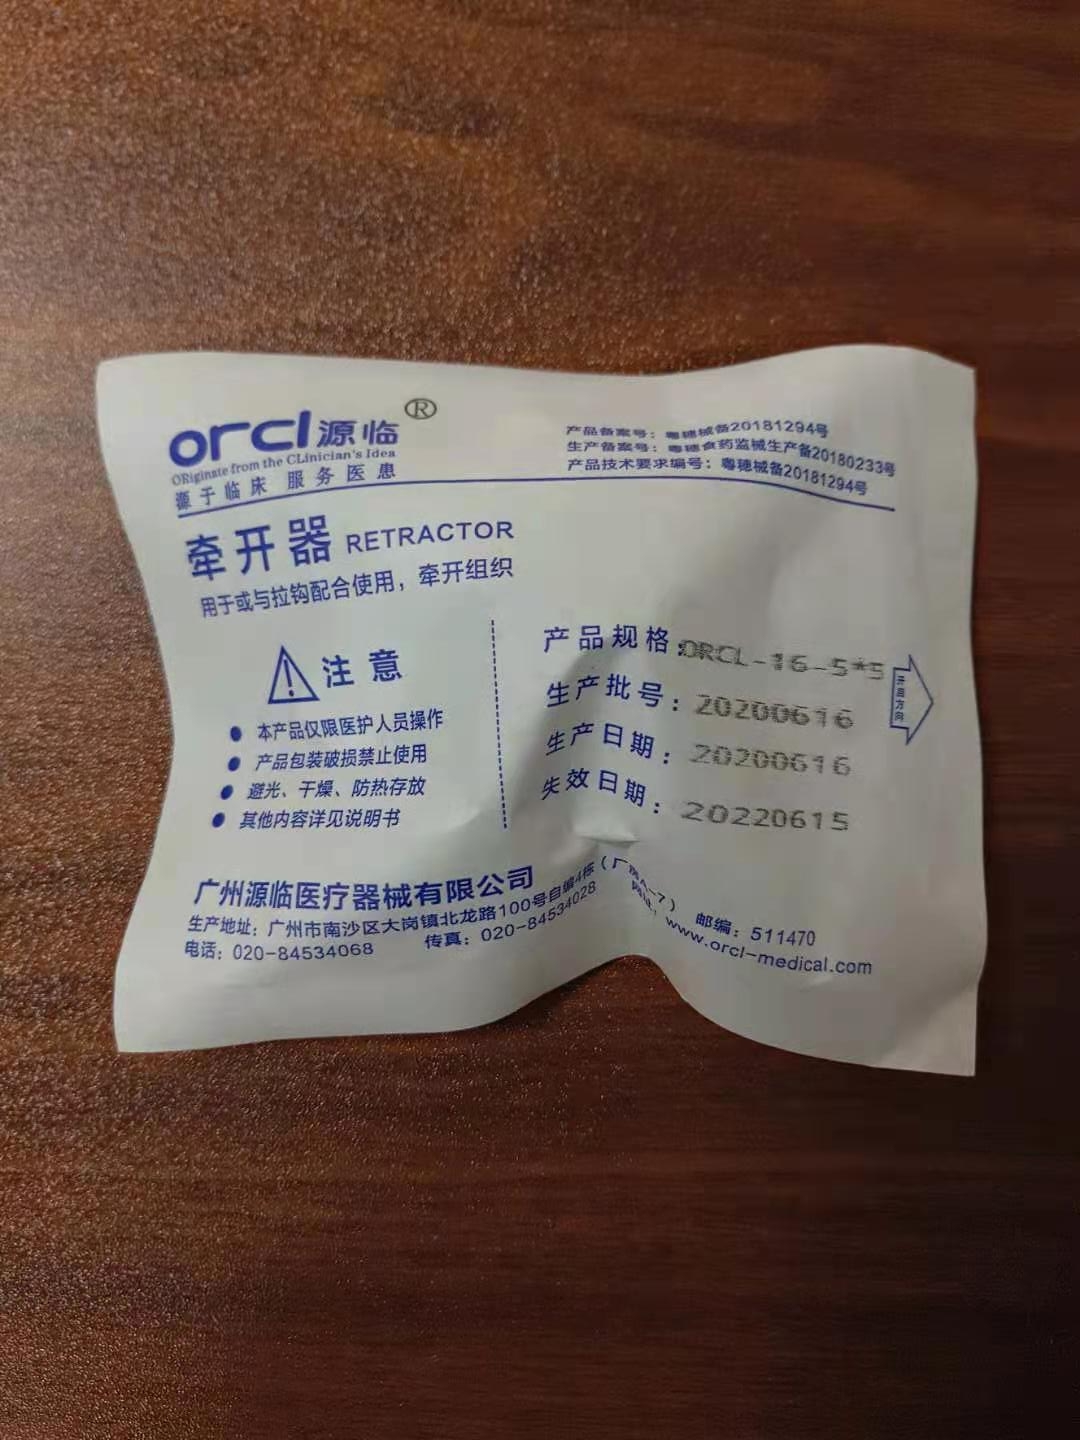 orcl源临®
ORiginate from the CLinician's Idea
源于临床 服务医患
产品备案号：粤穗械备20181294号
生产备案号：粤穗食药监械生产备20180233号
产品技术要求编号：粤穗械备20181294号
牵开器 RETRACTOR
用于或与拉钩配合使用，牵开组织
注意
● 本产品仅限医护人员操作
● 产品包装破损禁止使用
● 避光、干燥、防热存放
● 其他内容详见说明书
产品规格：ORCL-16-5*5
生产批号：20200616
生产日期：20200616
失效日期：20220615
开启方向
广州源临医疗器械有限公司
生产地址：广州市南沙区大岗镇北龙路100号自编4栋（厂房A-7） 邮编：511470
电话：020-84534068 传真：020-84534028 网址：www.orcl-medical.com